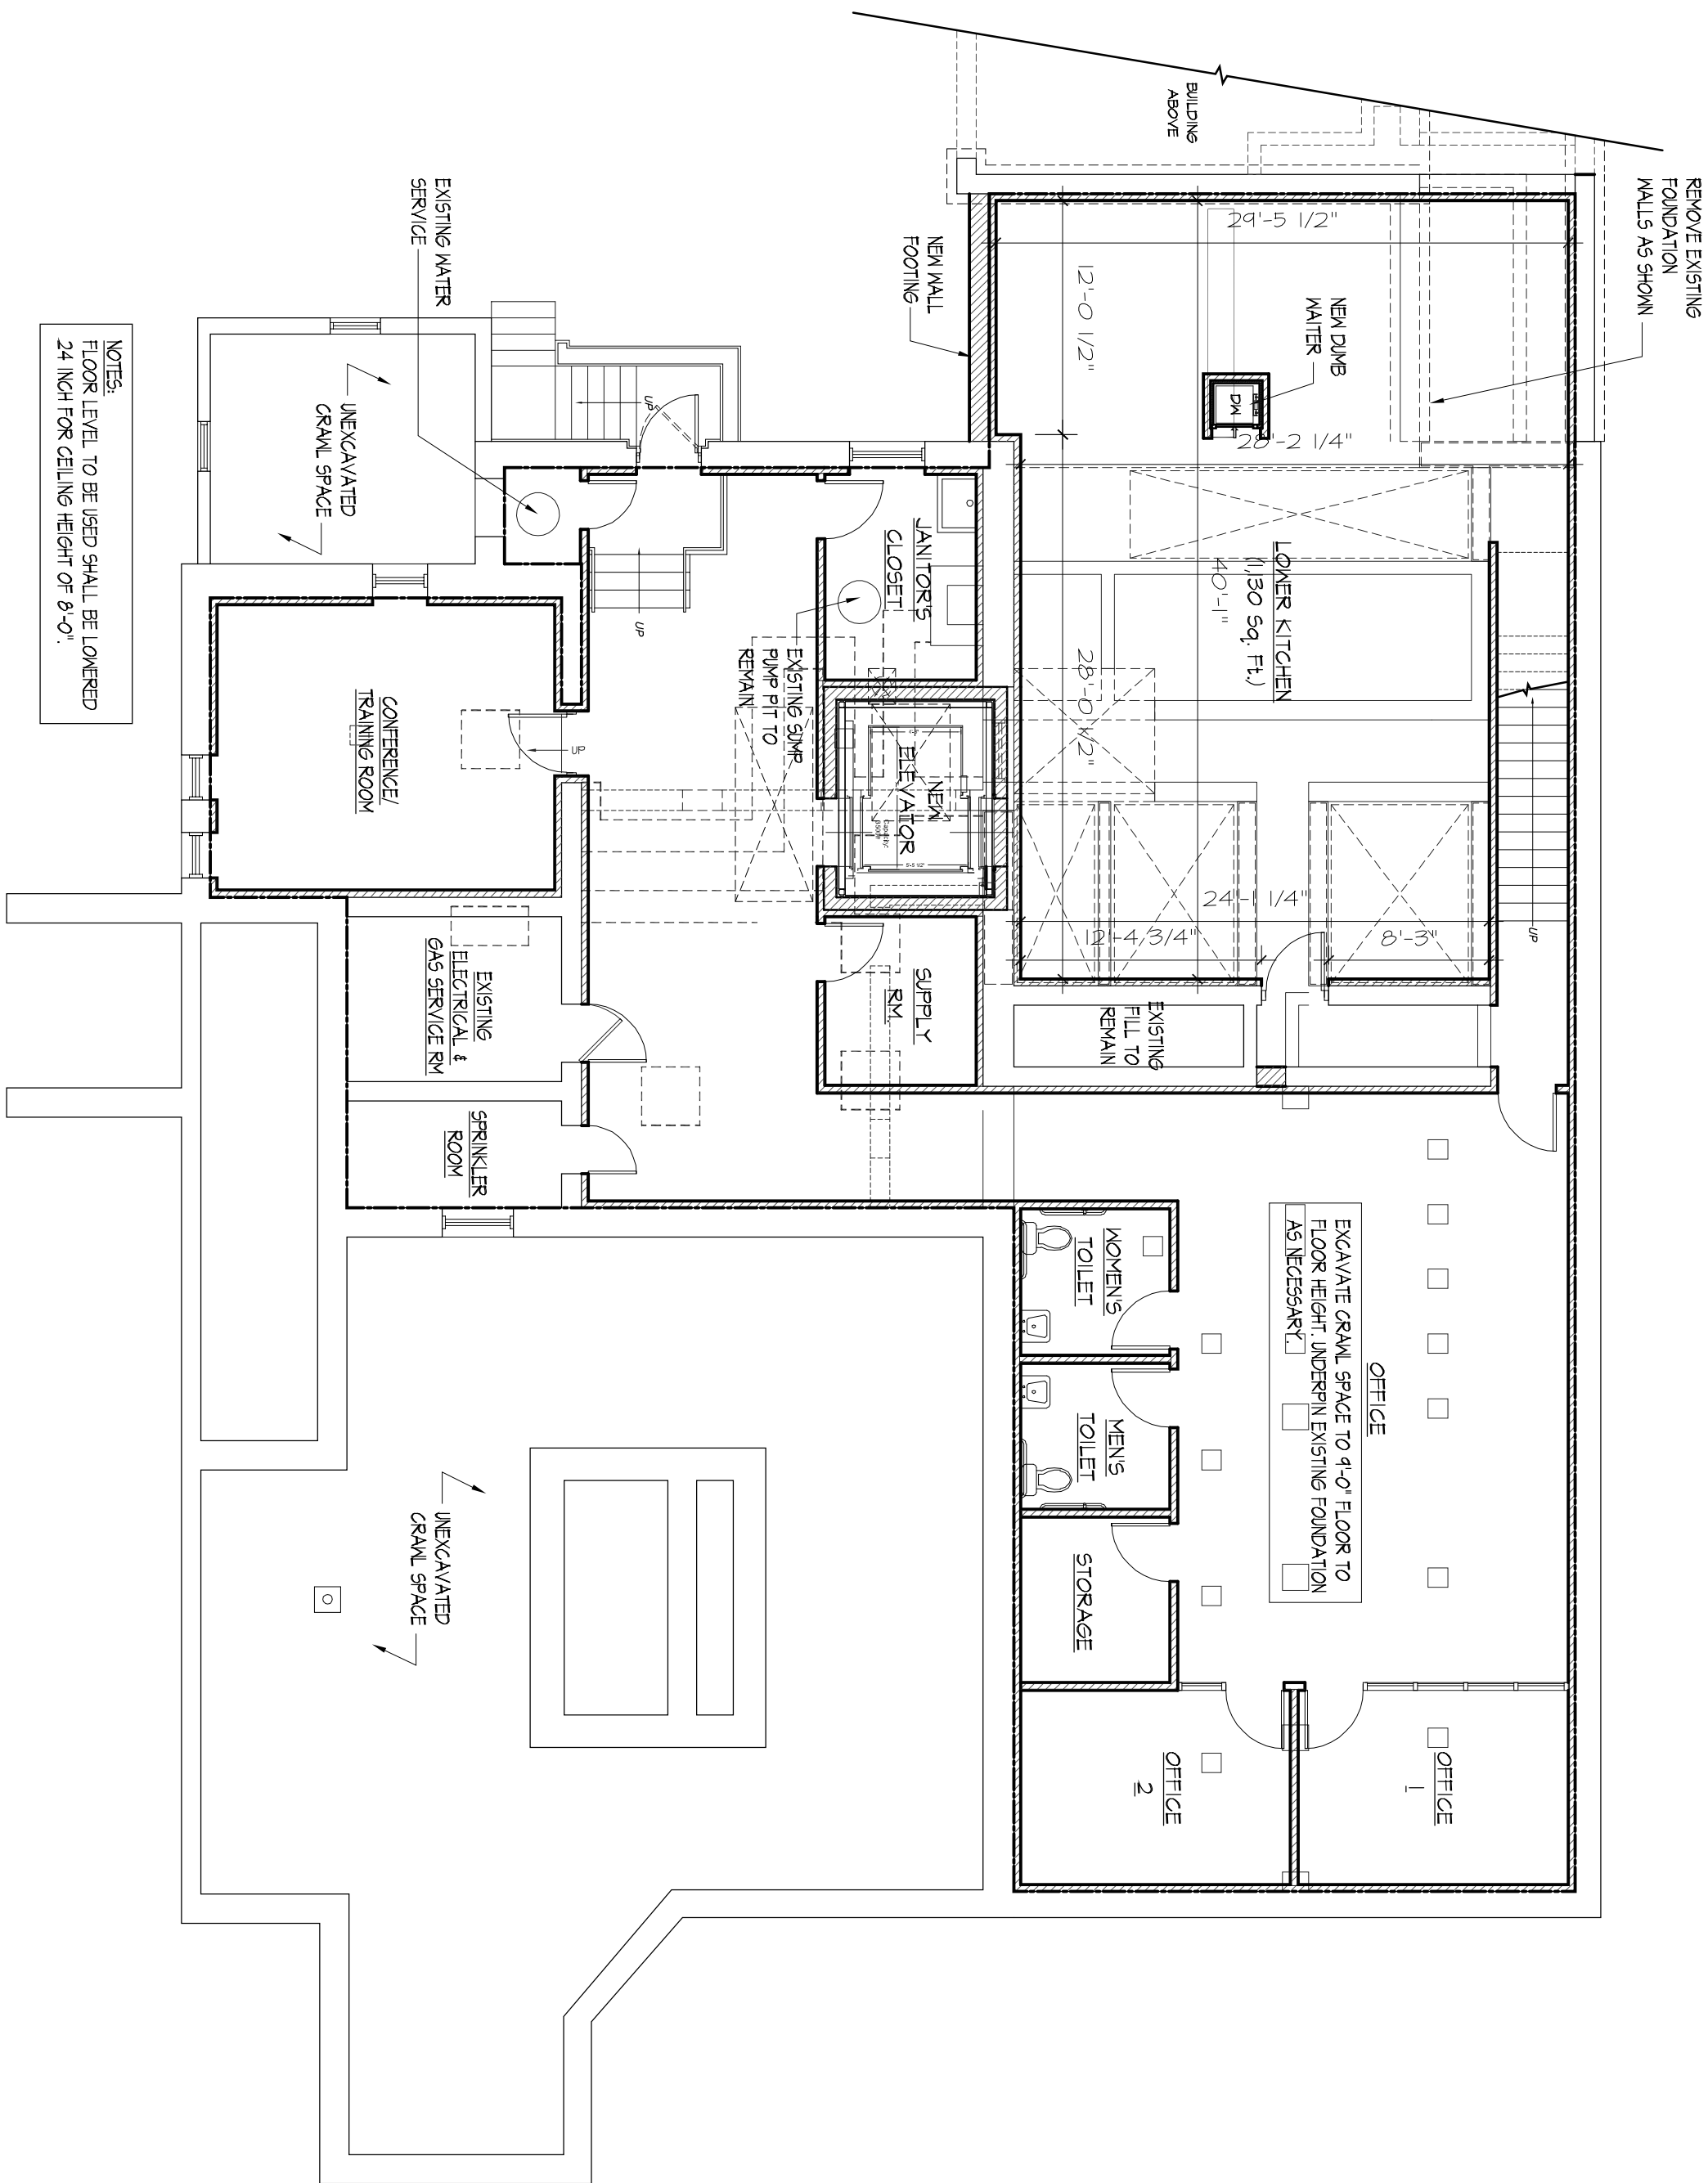 REMOVE EXISTING
FOUNDATION
WALLS AS SHOWN
BUILDING
ABOVE
29'-5 1/2"
12'-0 1/2"
NEW DUMB
WAITER
DW
28'-2 1/4"
NEW WALL
FOOTING
EXISTING WATER
SERVICE
LOWER KITCHEN
(1,130 Sq. Ft.)
40'-1"
28'-0 1/2"
24'-1 1/4"
12'-4 3/4"
8'-3"
UP
UP
UP
UP
JANITOR'S
CLOSET
EXISTING SUMP
PUMP PIT TO
REMAIN
NEW
ELEVATOR
Capacity:
5'-5 1/2"
SUPPLY
RM.
EXISTING
FILL TO
REMAIN
UNEXCAVATED
CRAWL SPACE
CONFERENCE/
TRAINING ROOM
EXISTING
ELECTRICAL &
GAS SERVICE RM
SPRINKLER
ROOM
OFFICE
EXCAVATE CRAWL SPACE TO 9'-0" FLOOR TO
FLOOR HEIGHT. UNDERPIN EXISTING FOUNDATION
AS NECESSARY.
WOMEN'S
TOILET
MEN'S
TOILET
STORAGE
OFFICE
1
OFFICE
2
UNEXCAVATED
CRAWL SPACE
NOTES:
FLOOR LEVEL TO BE USED SHALL BE LOWERED
24 INCH FOR CEILING HEIGHT OF 8'-0".